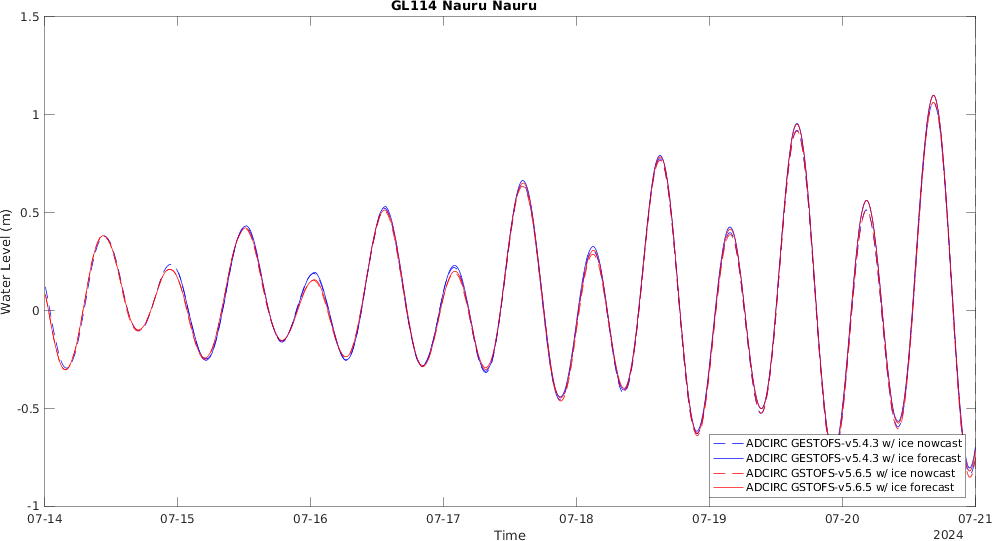 GL114 Nauru Nauru
1.5
1
0.5
0
-0.5
-1
Water Level (m)
ADCIRC GESTOFS-v5.4.3 w/ ice nowcast
ADCIRC GESTOFS-v5.4.3 w/ ice forecast
ADCIRC GSTOFS-v5.6.5 w/ ice nowcast
ADCIRC GSTOFS-v5.6.5 w/ ice forecast
07-14 07-15 07-16 07-17 07-18 07-19 07-20 07-21
Time
2024